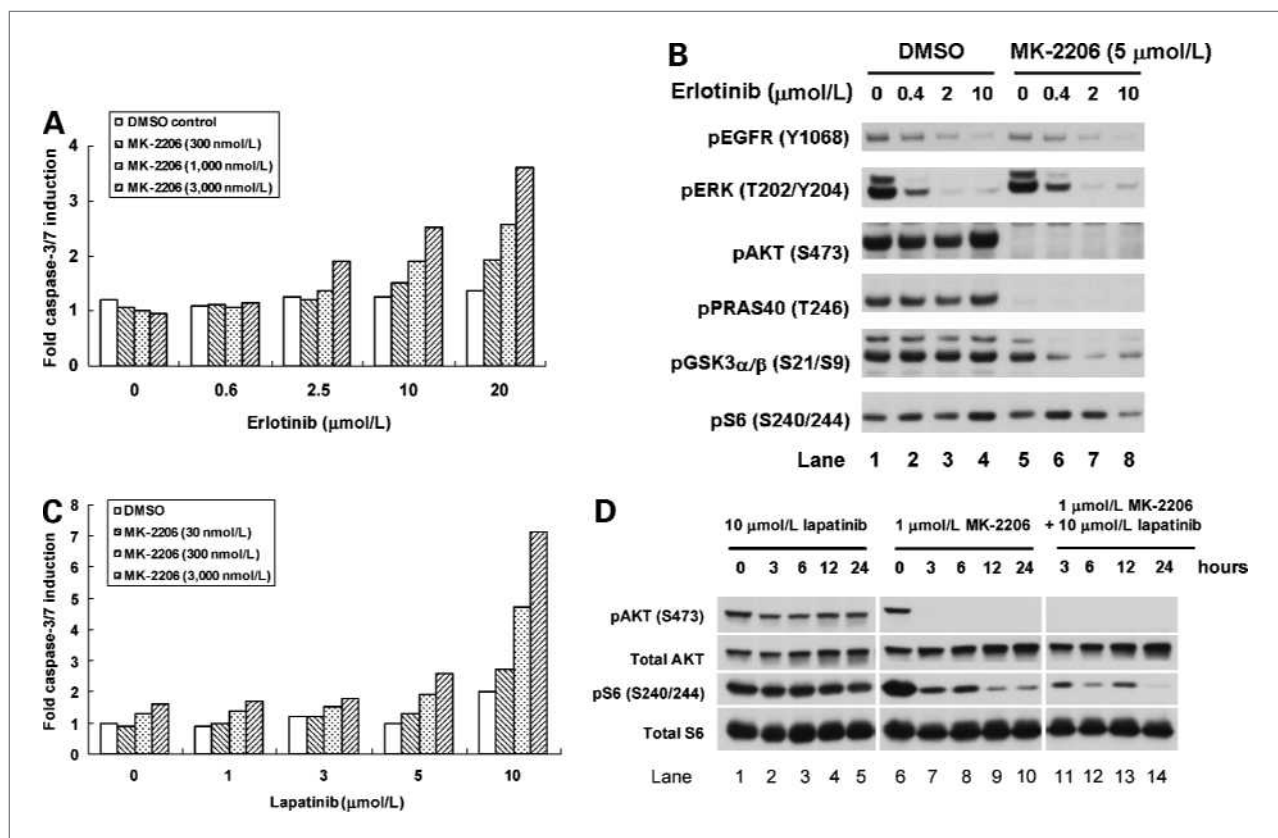 A
DMSO control
MK-2206 (300 nmol/L)
MK-2206 (1,000 nmol/L)
MK-2206 (3,000 nmol/L)
Fold caspase-3/7 induction
4
3
2
1
0
0 0.6 2.5 10 20
Erlotinib (μmol/L)
B
DMSO MK-2206 (5 μmol/L)
Erlotinib (μmol/L) 0 0.4 2 10 0 0.4 2 10
pEGFR (Y1068)
pERK (T202/Y204)
pAKT (S473)
pPRAS40 (T246)
pGSK3α/β (S21/S9)
pS6 (S240/244)
Lane 1 2 3 4 5 6 7 8
C
DMSO
MK-2206 (30 nmol/L)
MK-2206 (300 nmol/L)
MK-2206 (3,000 nmol/L)
Fold caspase-3/7 induction
8
7
6
5
4
3
2
1
0
0 1 3 5 10
Lapatinib (μmol/L)
D
1 μmol/L MK-2206
10 μmol/L lapatinib 1 μmol/L MK-2206 + 10 μmol/L lapatinib
0 3 6 12 24 0 3 6 12 24 3 6 12 24 hours
pAKT (S473)
Total AKT
pS6 (S240/244)
Total S6
Lane 1 2 3 4 5 6 7 8 9 10 11 12 13 14